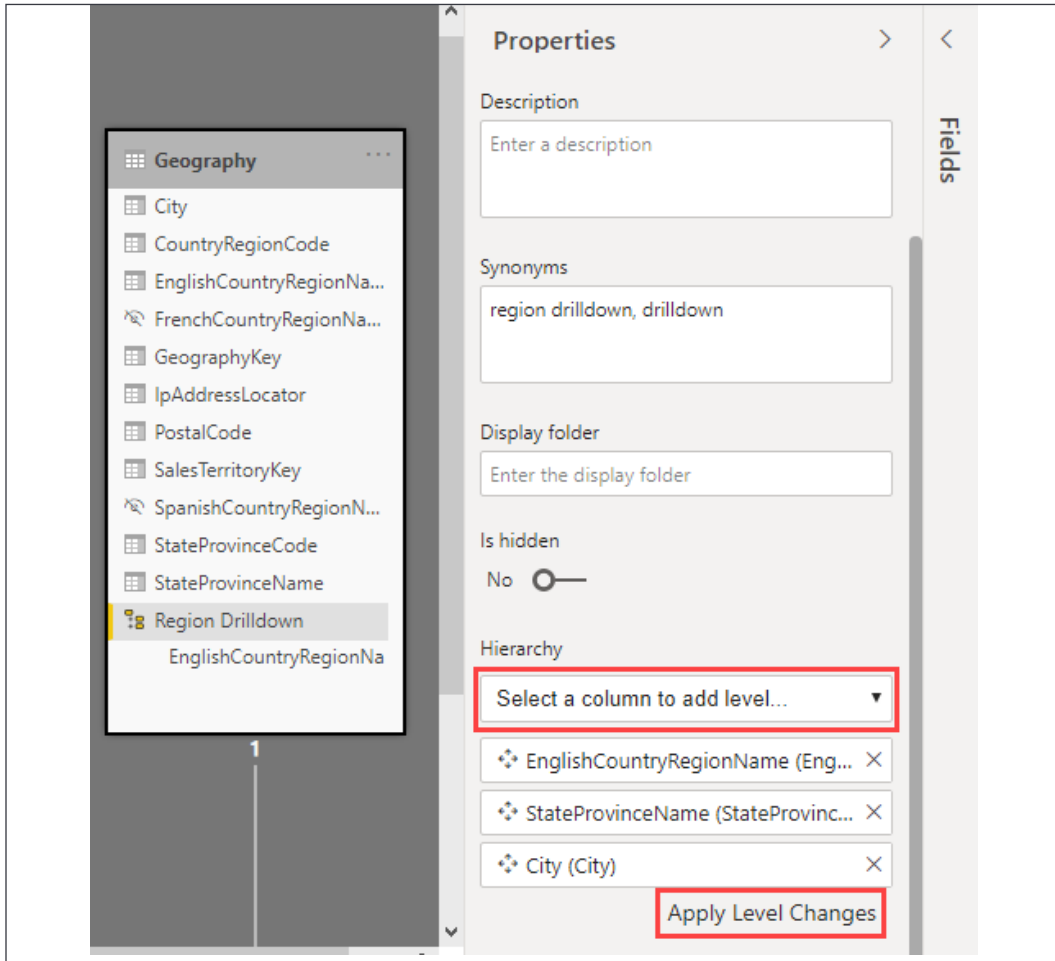 Geography
City
CountryRegionCode
EnglishCountryRegionNa...
FrenchCountryRegionNa...
GeographyKey
IpAddressLocator
PostalCode
SalesTerritoryKey
SpanishCountryRegionN...
StateProvinceCode
StateProvinceName
Region Drilldown
EnglishCountryRegionNa
1
Properties
Description
Enter a description
Synonyms
region drilldown, drilldown
Display folder
Enter the display folder
Is hidden
No
Hierarchy
Select a column to add level...
EnglishCountryRegionName (Eng...
StateProvinceName (StateProvinc...
City (City)
Apply Level Changes
Fields